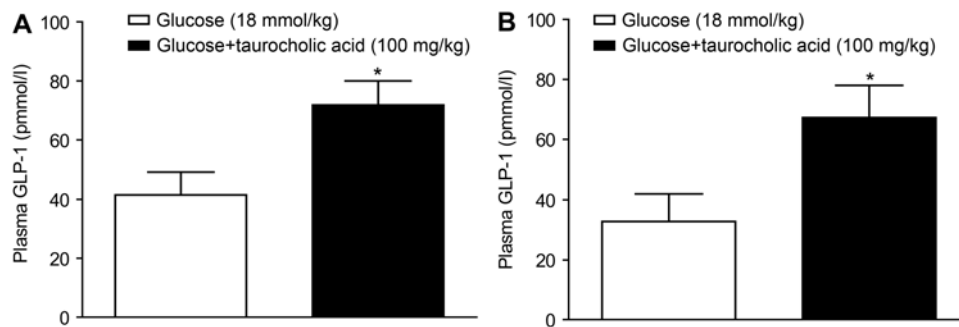 A
Glucose (18 mmol/kg)
Glucose+taurocholic acid (100 mg/kg)
Plasma GLP-1 (pmmol/l)
100
80
60
40
20
0
*
B
Glucose (18 mmol/kg)
Glucose+taurocholic acid (100 mg/kg)
Plasma GLP-1 (pmmol/l)
100
80
60
40
20
0
*